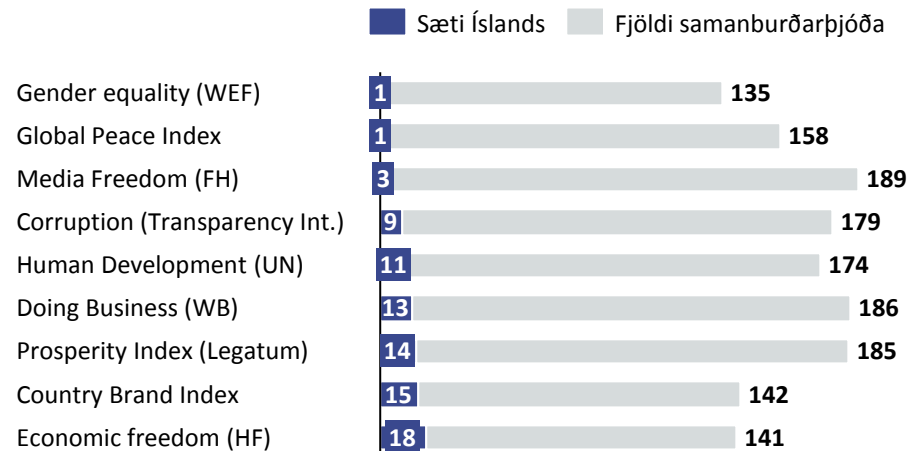 Sæti Íslands Fjöldi samanburðarþjóða
Gender equality (WEF) 1 135
Global Peace Index 1 158
Media Freedom (FH) 3 189
Corruption (Transparency Int.) 9 179
Human Development (UN) 11 174
Doing Business (WB) 13 186
Prosperity Index (Legatum) 14 185
Country Brand Index 15 142
Economic freedom (HF) 18 141